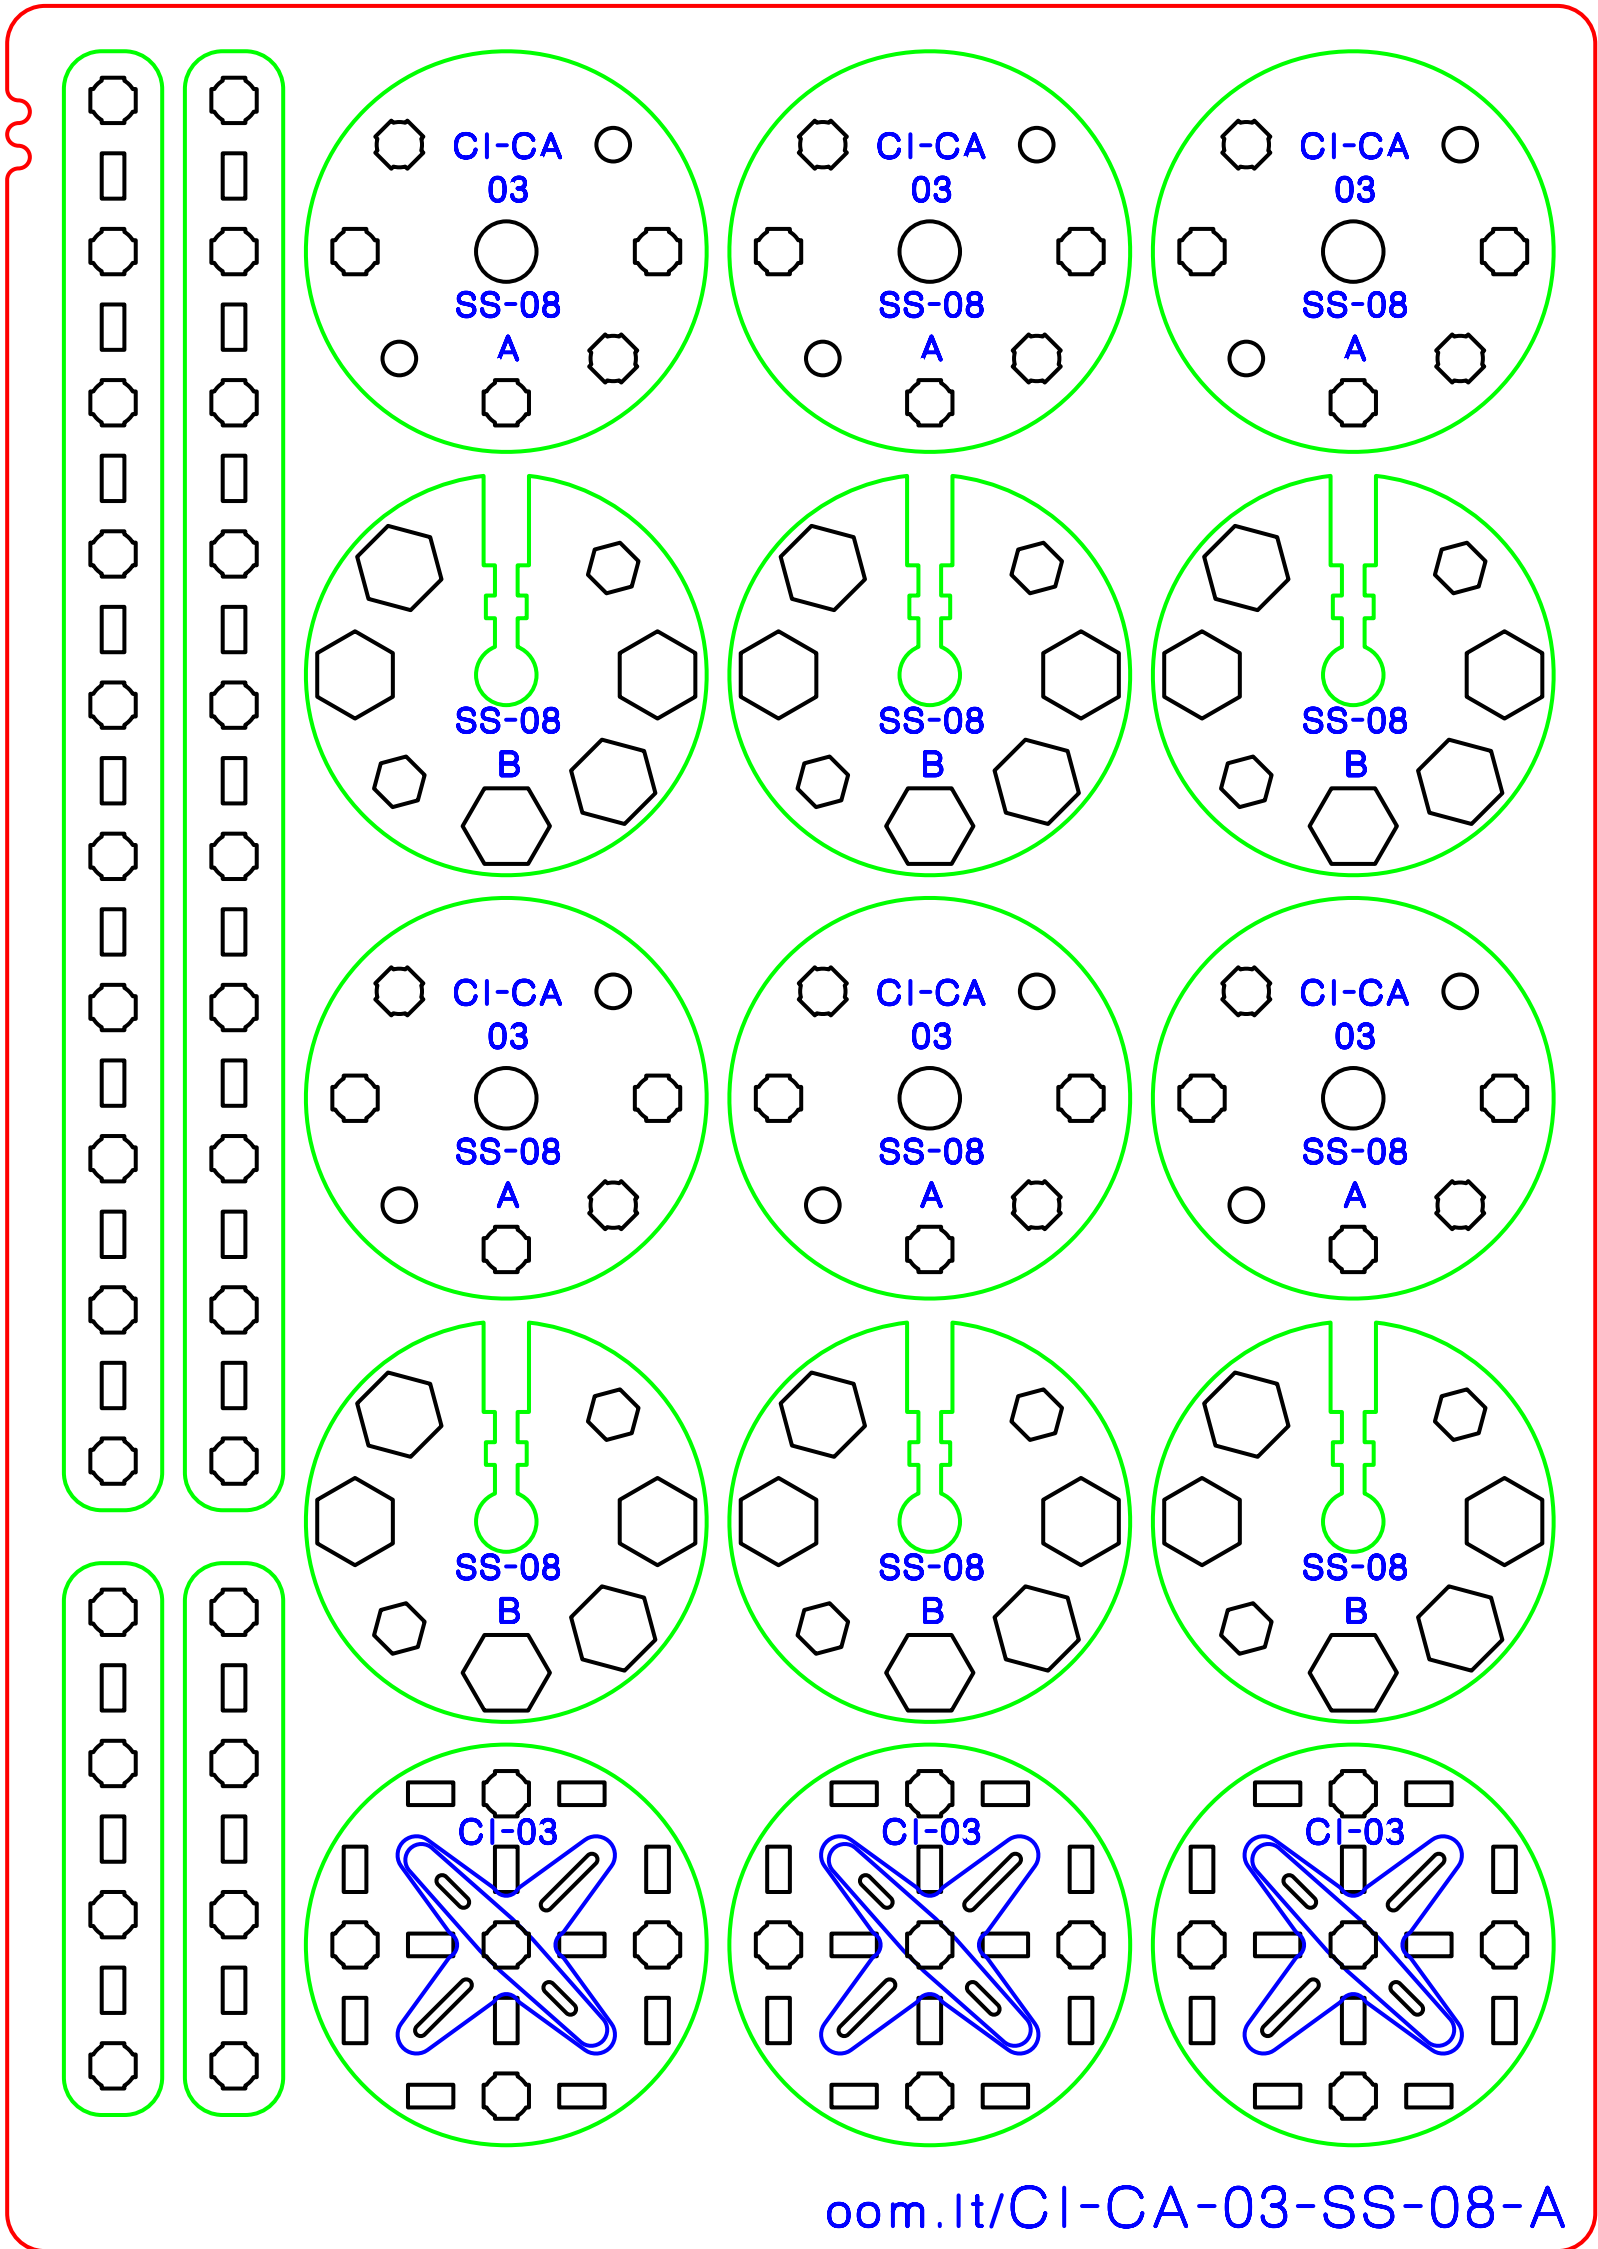 CI-CA CI-CA CI-CA
03 03 03
SS-08 SS-08 SS-08
A A A
SS-08 SS-08 SS-08
B B B
CI-CA CI-CA CI-CA
03 03 03
SS-08 SS-08 SS-08
A A A
SS-08 SS-08 SS-08
B B B
CI-03 CI-03 CI-03
oom.lt/CI-CA-03-SS-08-A